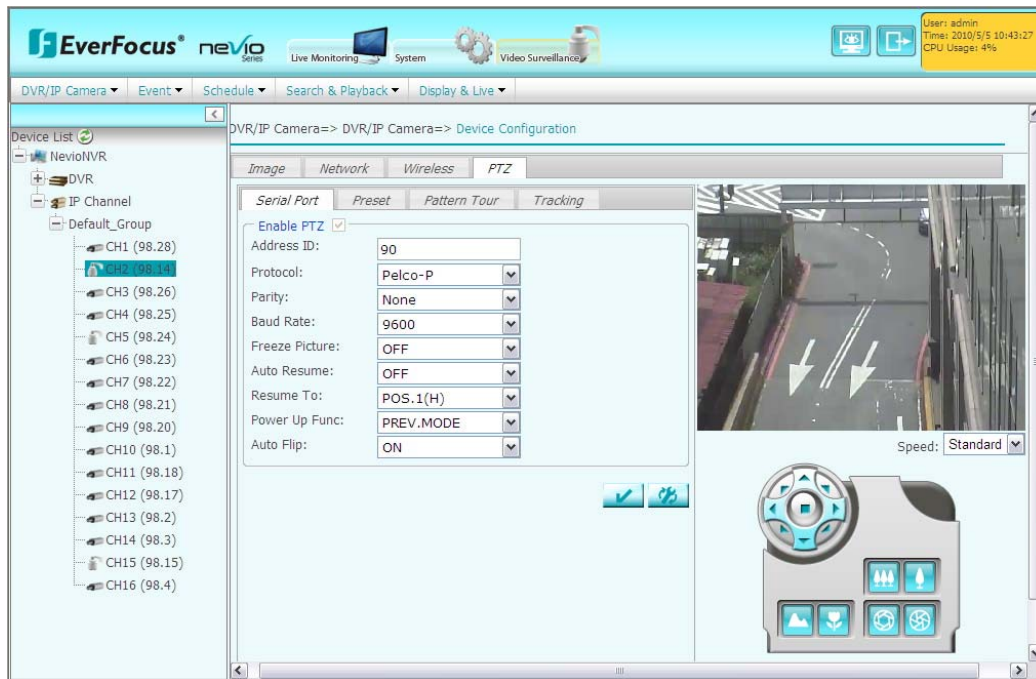 EverFocus® nevio Series
Live Monitoring System Video Surveillance
User: admin
Time: 2010/5/5 10:43:27
CPU Usage: 4%
DVR/IP Camera Event Schedule Search & Playback Display & Live
Device List
NevioNVR
DVR
IP Channel
Default_Group
CH1 (98.28)
CH2 (98.14)
CH3 (98.26)
CH4 (98.25)
CH5 (98.24)
CH6 (98.23)
CH7 (98.22)
CH8 (98.21)
CH9 (98.20)
CH10 (98.1)
CH11 (98.18)
CH12 (98.17)
CH13 (98.2)
CH14 (98.3)
CH15 (98.15)
CH16 (98.4)
DVR/IP Camera=> DVR/IP Camera=> Device Configuration
Image Network Wireless PTZ
Serial Port Preset Pattern Tour Tracking
Enable PTZ
Address ID: 90
Protocol: Pelco-P
Parity: None
Baud Rate: 9600
Freeze Picture: OFF
Auto Resume: OFF
Resume To: POS.1(H)
Power Up Func: PREV.MODE
Auto Flip: ON
Speed: Standard